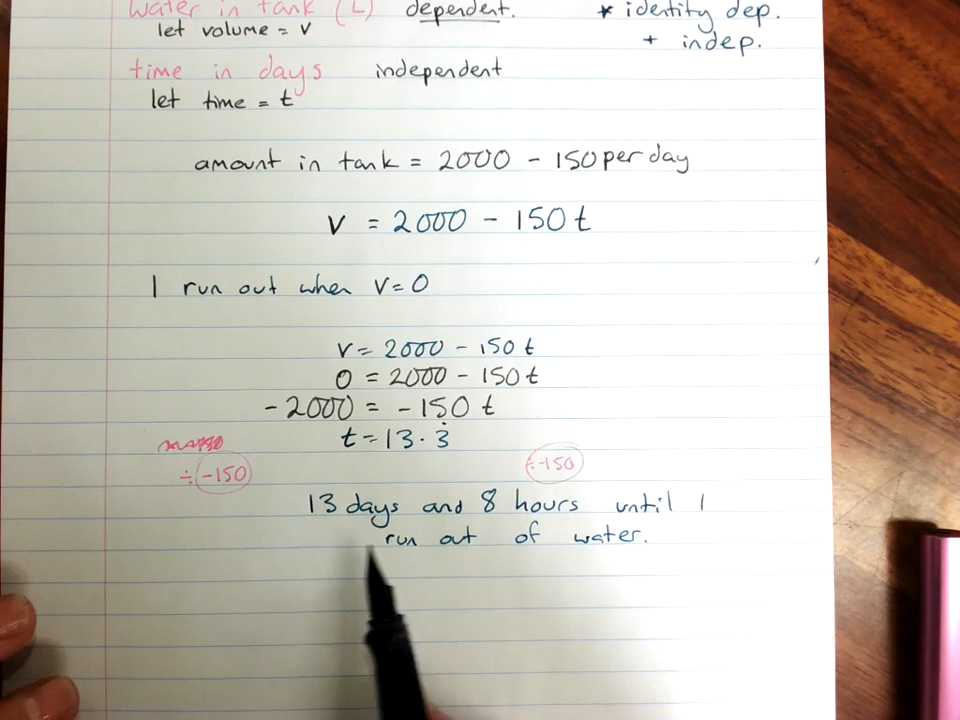 water in tank (L) dependent. * identity dep.
let volume = v + indep.
time in days independent
let time = t
amount in tank = 2000 - 150 per day
v = 2000 - 150t
I run out when v=0
v = 2000 - 150t
0 = 2000 - 150t
-2000 = -150t
t = 13.3̇
÷ -150 ÷-150
13 days and 8 hours until I
run out of water.